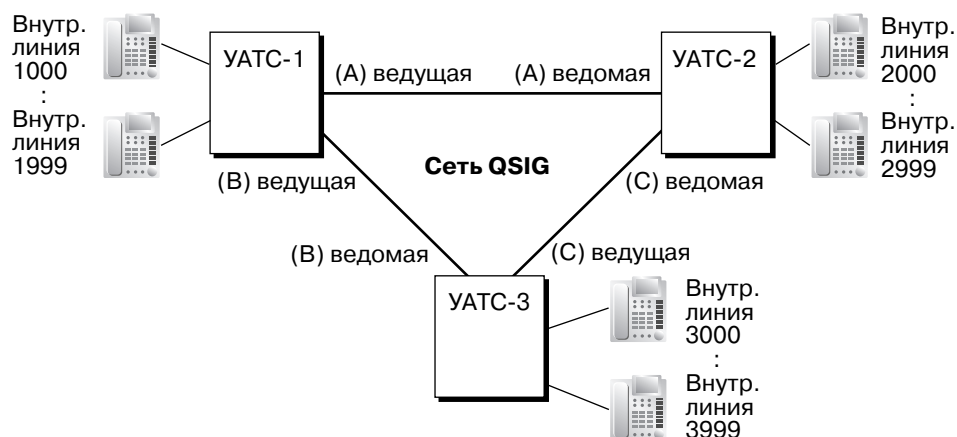 Внутр.
линия
1000
:
Внутр.
линия
1999
УАТС-1
(A) ведущая
(A) ведомая
УАТС-2
Внутр.
линия
2000
:
Внутр.
линия
2999
(B) ведущая
Сеть QSIG
(C) ведомая
(B) ведомая
(C) ведущая
УАТС-3
Внутр.
линия
3000
:
Внутр.
линия
3999